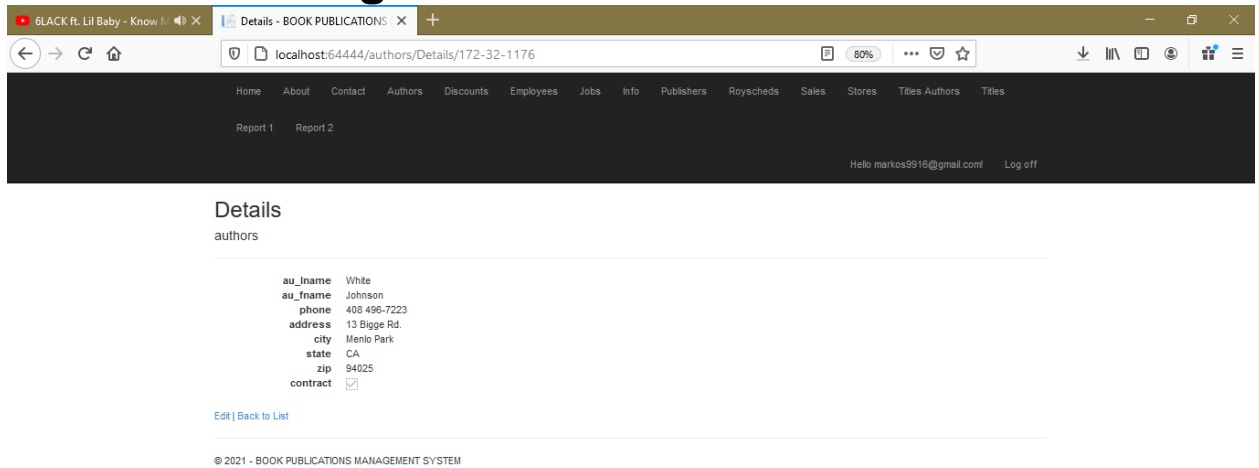 6LACK ft. Lil Baby - Know M
Details - BOOK PUBLICATIONS
localhost:64444/authors/Details/172-32-1176
80%
Home About Contact Authors Discounts Employees Jobs Info Publishers Royscheds Sales Stores Titles Authors Titles
Report 1 Report 2
Hello markos9916@gmail.com! Log off
Details
authors
au_lname White
au_fname Johnson
phone 408 496-7223
address 13 Bigge Rd.
city Menlo Park
state CA
zip 94025
contract
Edit | Back to List
© 2021 - BOOK PUBLICATIONS MANAGEMENT SYSTEM